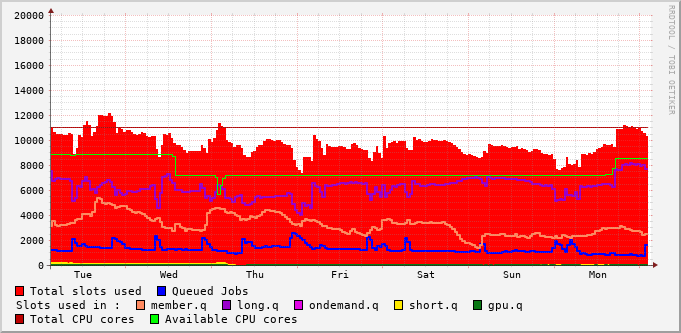 20000
18000
16000
14000
12000
10000
8000
6000
4000
2000
0
Tue Wed Thu Fri Sat Sun Mon
RRDTOOL / TOBI OETIKER
Total slots used Queued Jobs
Slots used in : member.q long.q ondemand.q short.q gpu.q
Total CPU cores Available CPU cores